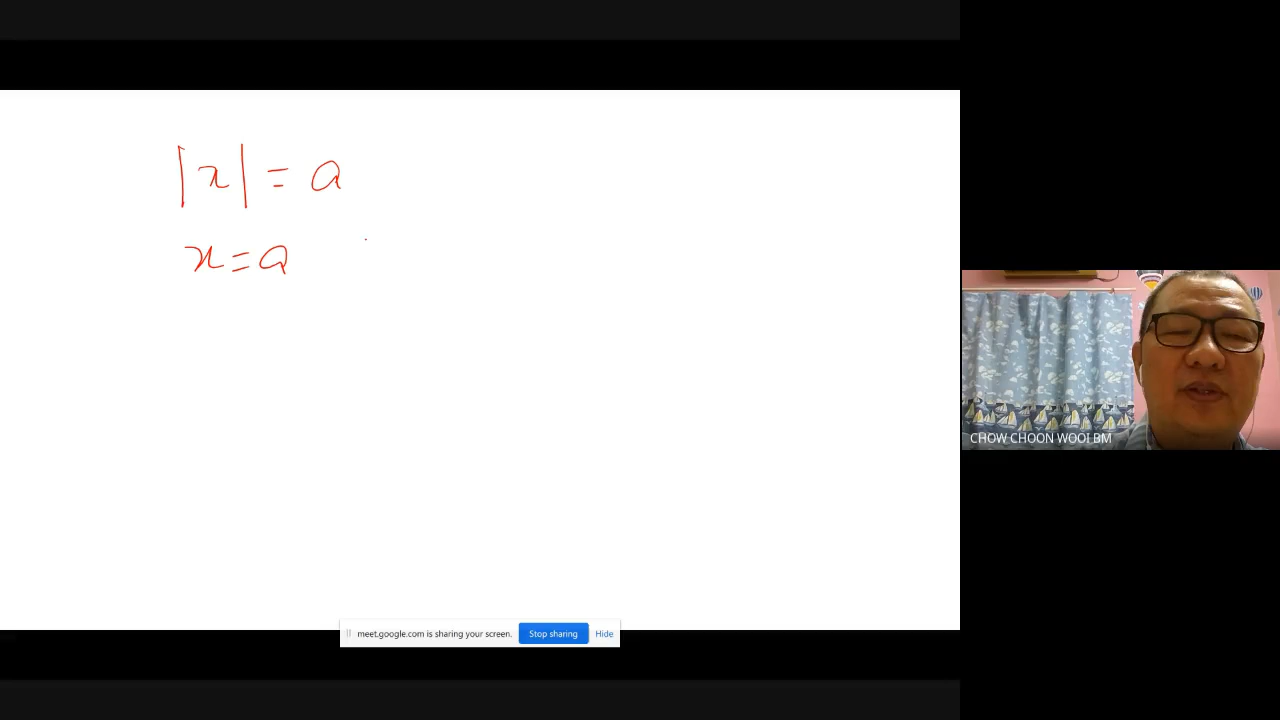 |x| = a
x = a
CHOW CHOON WOOI BM
meet.google.com is sharing your screen. Stop sharing Hide